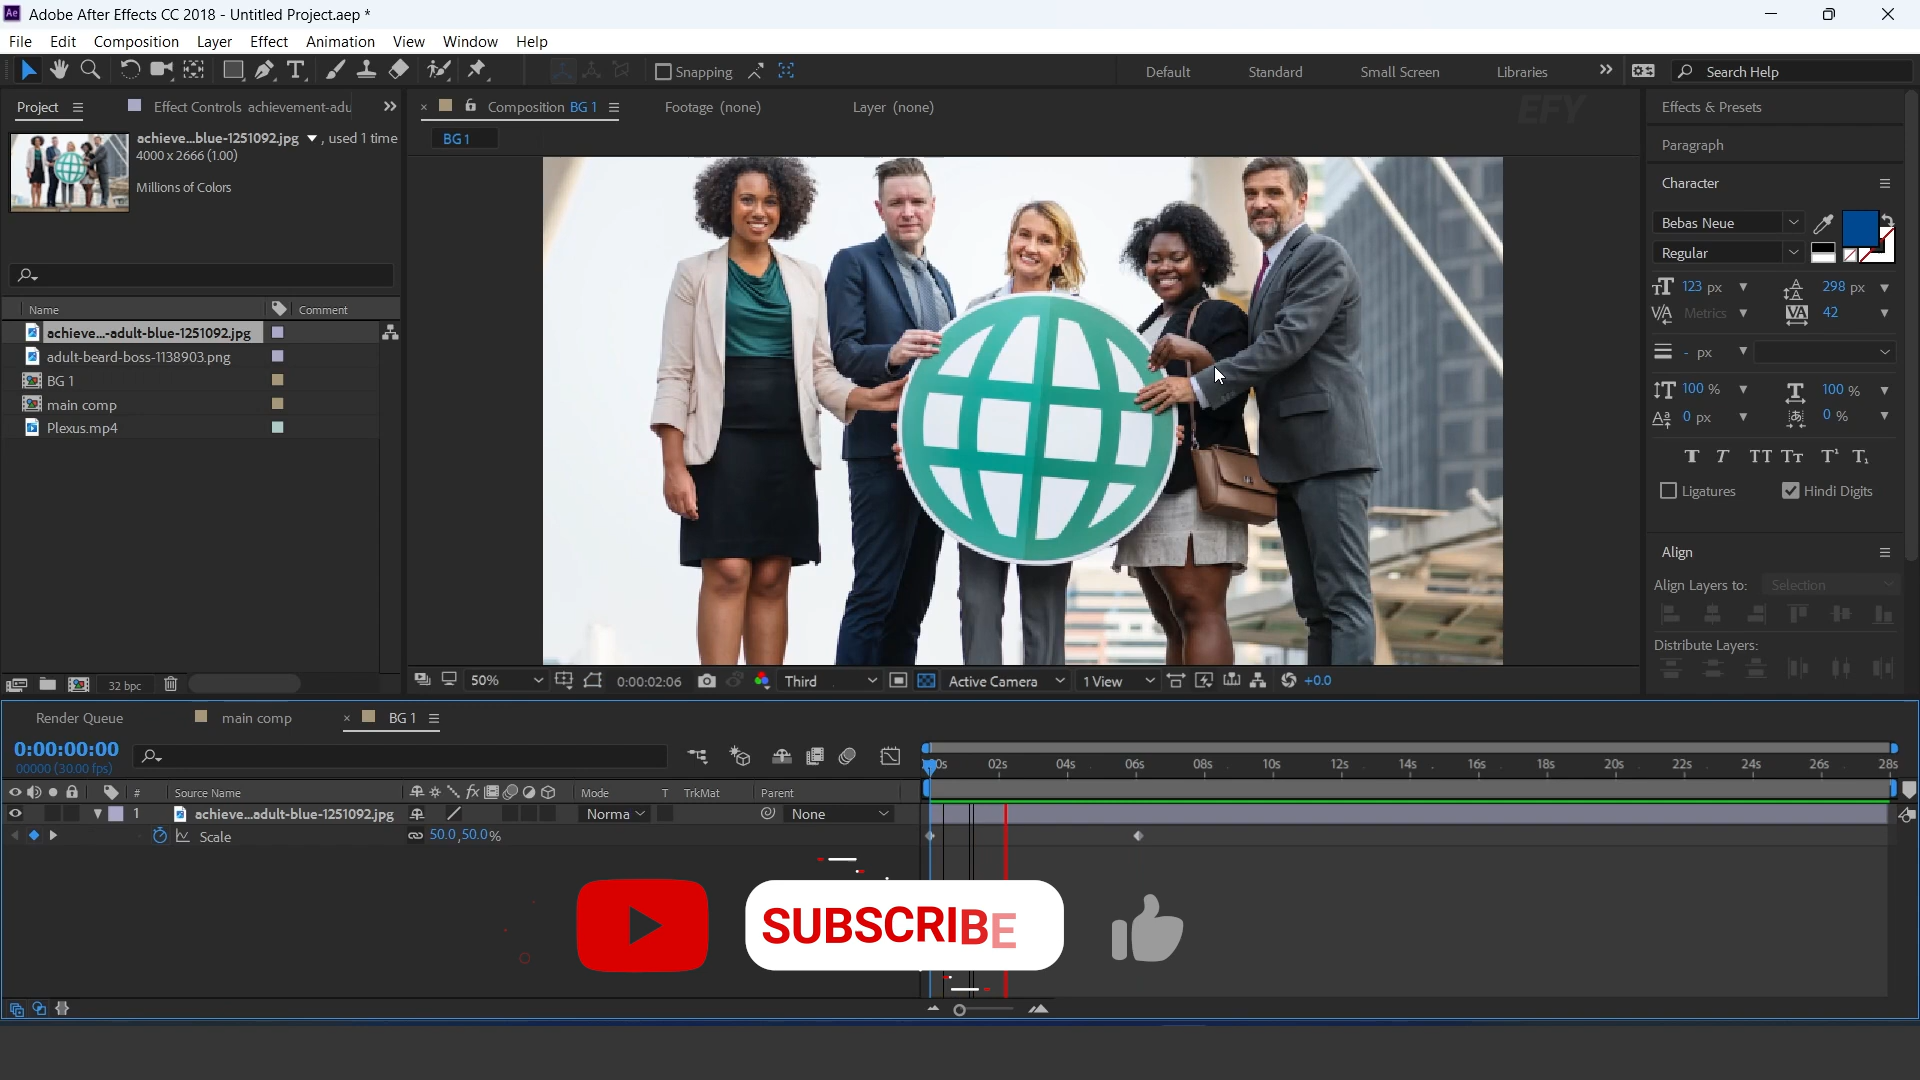 Ae Adobe After Effects CC 2018 - Untitled Project.aep *
File Edit Composition Layer Effect Animation View Window Help
Snapping Default Standard Small Screen Libraries Search Help
Project Effect Controls achievement-adu
achieve...blue-1251092.jpg , used 1 time
4000 x 2666 (1.00)
Millions of Colors
Name Comment
achieve...-adult-blue-1251092.jpg
adult-beard-boss-1138903.png
BG 1
main comp
Plexus.mp4
32 bpc
Composition BG 1 Footage (none) Layer (none)
EFY
BG 1
50% 0:00:02:06 Third Active Camera 1 View +0.0
Effects & Presets
Paragraph
Character
Bebas Neue
Regular
123 px 298 px
Metrics 42
- px
100 % 100 %
0 px 0 %
T T TT Tт T¹ T₁
Ligatures Hindi Digits
Align
Align Layers to: Selection
Distribute Layers:
Render Queue main comp BG 1
0:00:00:00
00000 (30.00 fps)
02s 04s 06s 08s 10s 12s 14s 16s 18s 20s 22s 24s 26s 28s
# Source Name fx Mode T TrkMat Parent
1 achieve...adult-blue-1251092.jpg Norma None
Scale 50.0,50.0%
SUBSCRIBE